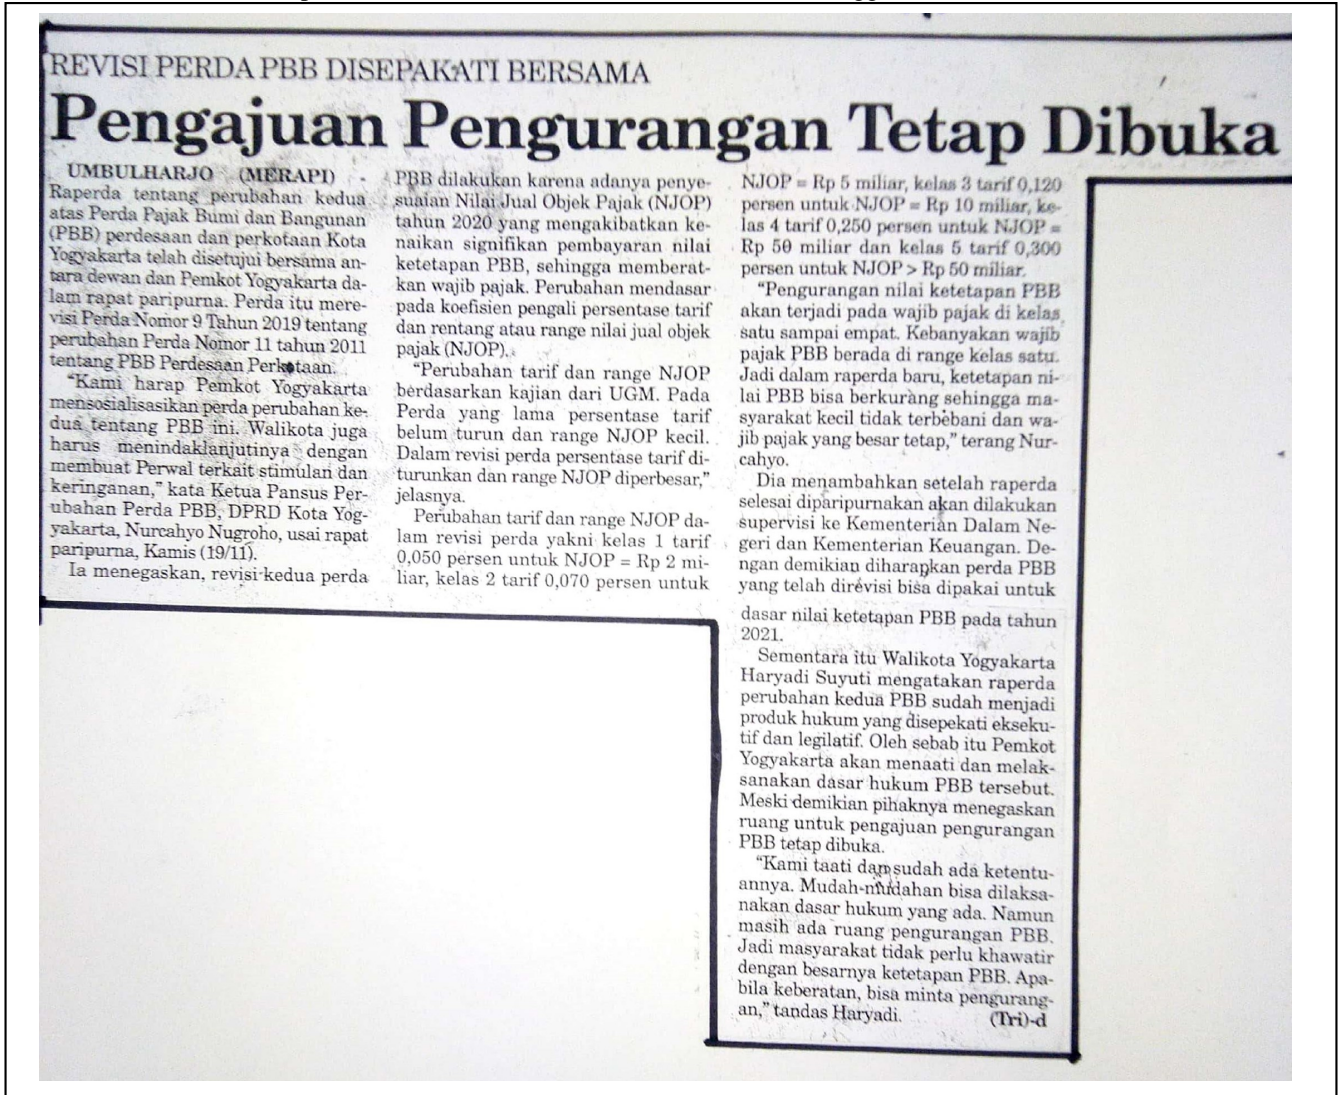 REVISI PERDA PBB DISEPAKATI BERSAMA
Pengajuan Pengurangan Tetap Dibuka
UMBULHARJO (MERAPI) -
Raperda tentang perubahan kedua
atas Perda Pajak Bumi dan Bangunan
(PBB) perdesaan dan perkotaan Kota
Yogyakarta telah disetujui bersama an-
tara dewan dan Pemkot Yogyakarta da-
lam rapat paripurna. Perda itu mere-
visi Perda Nomor 9 Tahun 2019 tentang
perubahan Perda Nomor 11 tahun 2011
tentang PBB Perdesaan Perkotaan.
"Kami harap Pemkot Yogyakarta
mensosialisasikan perda perubahan ke-
dua tentang PBB ini. Walikota juga
harus menindaklanjutinya dengan
membuat Perwal terkait stimulan dan
keringanan," kata Ketua Pansus Per-
ubahan Perda PBB, DPRD Kota Yog-
yakarta, Nurcahyo Nugroho, usai rapat
paripurna, Kamis (19/11).
Ia menegaskan, revisi kedua perda
PBB dilakukan karena adanya penye-
suaian Nilai Jual Objek Pajak (NJOP)
tahun 2020 yang mengakibatkan ke-
naikan signifikan pembayaran nilai
ketetapan PBB, sehingga memberat-
kan wajib pajak. Perubahan mendasar
pada koefisien pengali persentase tarif
dan rentang atau range nilai jual objek
pajak (NJOP).
"Perubahan tarif dan range NJOP
berdasarkan kajian dari UGM. Pada
Perda yang lama persentase tarif
belum turun dan range NJOP kecil.
Dalam revisi perda persentase tarif di-
turunkan dan range NJOP diperbesar,"
jelasnya.
Perubahan tarif dan range NJOP da-
lam revisi perda yakni kelas 1 tarif
0,050 persen untuk NJOP = Rp 2 mi-
liar, kelas 2 tarif 0,070 persen untuk
NJOP = Rp 5 miliar, kelas 3 tarif 0,120
persen untuk NJOP = Rp 10 miliar, ke-
las 4 tarif 0,250 persen untuk NJOP =
Rp 50 miliar dan kelas 5 tarif 0,300
persen untuk NJOP > Rp 50 miliar.
"Pengurangan nilai ketetapan PBB
akan terjadi pada wajib pajak di kelas
satu sampai empat. Kebanyakan wajib
pajak PBB berada di range kelas satu.
Jadi dalam raperda baru, ketetapan ni-
lai PBB bisa berkurang sehingga ma-
syarakat kecil tidak terbebani dan wa-
jib pajak yang besar tetap," terang Nur-
cahyo.
Dia menambahkan setelah raperda
selesai diparipurnakan akan dilakukan
supervisi ke Kementerian Dalam Ne-
geri dan Kementerian Keuangan. De-
ngan demikian diharapkan perda PBB
yang telah direvisi bisa dipakai untuk
dasar nilai ketetapan PBB pada tahun
2021.
Sementara itu Walikota Yogyakarta
Haryadi Suyuti mengatakan raperda
perubahan kedua PBB sudah menjadi
produk hukum yang disepekati ekseku-
tif dan legilatif. Oleh sebab itu Pemkot
Yogyakarta akan menaati dan melak-
sanakan dasar hukum PBB tersebut.
Meski demikian pihaknya menegaskan
ruang untuk pengajuan pengurangan
PBB tetap dibuka.
"Kami taati dan sudah ada ketentu-
annya. Mudah-mudahan bisa dilaksa-
nakan dasar hukum yang ada. Namun
masih ada ruang pengurangan PBB.
Jadi masyarakat tidak perlu khawatir
dengan besarnya ketetapan PBB. Apa-
bila keberatan, bisa minta pengurang-
an," tandas Haryadi. (Tri)-d